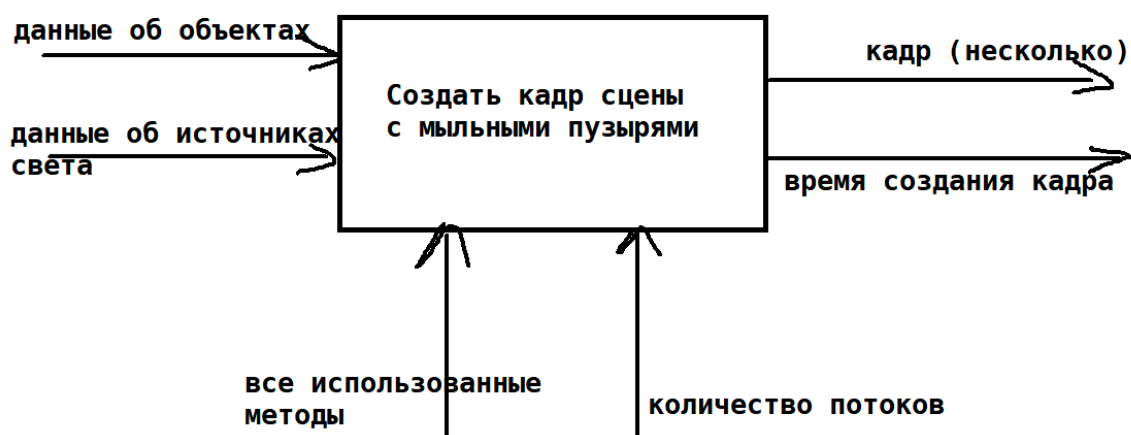 данные об объектах
данные об источниках
света
Создать кадр сцены
с мыльными пузырями
кадр (несколько)
время создания кадра
все использованные
методы
количество потоков